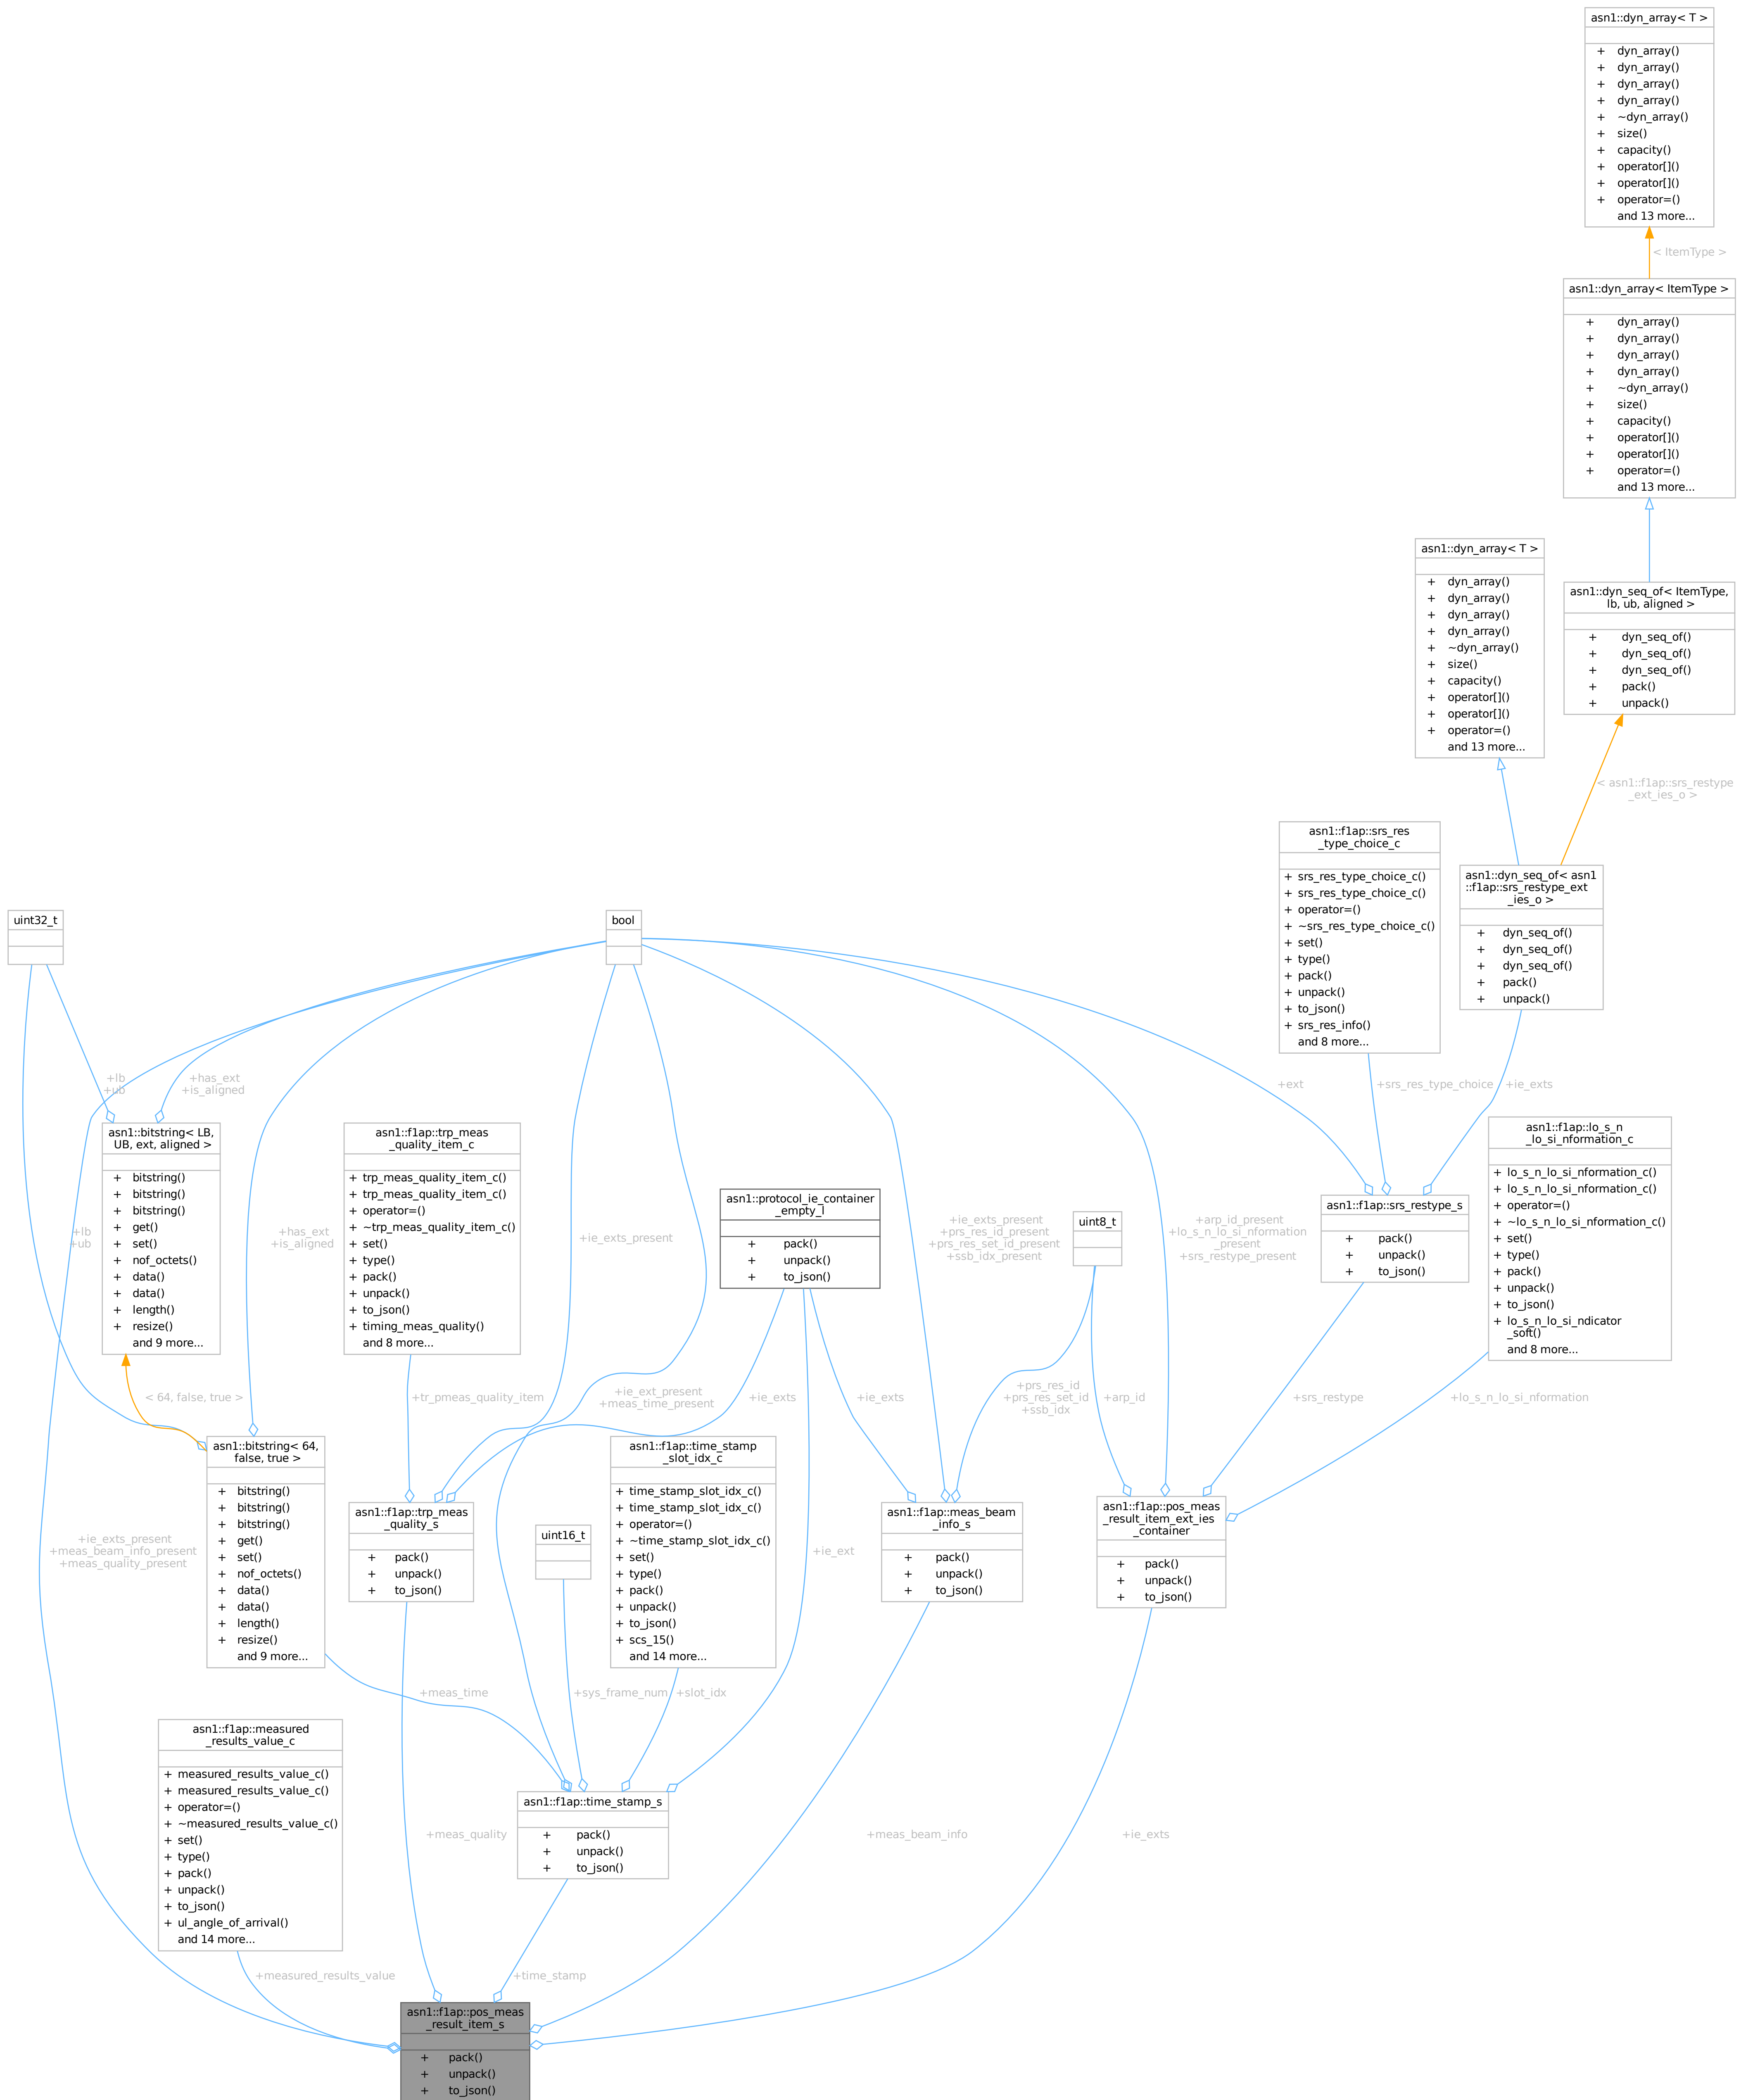 asn1::dyn_array< T >
+ dyn_array()
+ dyn_array()
+ dyn_array()
+ dyn_array()
+ ~dyn_array()
+ size()
+ capacity()
+ operator[]()
+ operator[]()
+ operator=()
and 13 more...
< ItemType >
asn1::dyn_array< ItemType >
+ dyn_array()
+ dyn_array()
+ dyn_array()
+ dyn_array()
+ ~dyn_array()
+ size()
+ capacity()
+ operator[]()
+ operator[]()
+ operator=()
and 13 more...
asn1::dyn_array< T >
+ dyn_array()
+ dyn_array()
+ dyn_array()
+ dyn_array()
+ ~dyn_array()
+ size()
+ capacity()
+ operator[]()
+ operator[]()
+ operator=()
and 13 more...
asn1::dyn_seq_of< ItemType,
lb, ub, aligned >
+ dyn_seq_of()
+ dyn_seq_of()
+ dyn_seq_of()
+ pack()
+ unpack()
< asn1::f1ap::srs_restype
_ext_ies_o >
asn1::f1ap::srs_res
_type_choice_c
+ srs_res_type_choice_c()
+ srs_res_type_choice_c()
+ operator=()
+ ~srs_res_type_choice_c()
+ set()
+ type()
+ pack()
+ unpack()
+ to_json()
+ srs_res_info()
and 8 more...
asn1::dyn_seq_of< asn1
::f1ap::srs_restype_ext
_ies_o >
+ dyn_seq_of()
+ dyn_seq_of()
+ dyn_seq_of()
+ pack()
+ unpack()
uint32_t
bool
+lb
+ub
+has_ext
+is_aligned
+ext
+srs_res_type_choice
+ie_exts
asn1::bitstring< LB,
UB, ext, aligned >
+ bitstring()
+ bitstring()
+ bitstring()
+ get()
+ set()
+ nof_octets()
+ data()
+ data()
+ length()
+ resize()
and 9 more...
asn1::f1ap::trp_meas
_quality_item_c
+ trp_meas_quality_item_c()
+ trp_meas_quality_item_c()
+ operator=()
+ ~trp_meas_quality_item_c()
+ set()
+ type()
+ pack()
+ unpack()
+ to_json()
+ timing_meas_quality()
and 8 more...
asn1::protocol_ie_container
_empty_l
+ pack()
+ unpack()
+ to_json()
uint8_t
asn1::f1ap::srs_restype_s
+ pack()
+ unpack()
+ to_json()
asn1::f1ap::lo_s_n
_lo_si_nformation_c
+ lo_s_n_lo_si_nformation_c()
+ lo_s_n_lo_si_nformation_c()
+ operator=()
+ ~lo_s_n_lo_si_nformation_c()
+ set()
+ type()
+ pack()
+ unpack()
+ to_json()
+ lo_s_n_lo_si_ndicator
_soft()
and 8 more...
+lb
+ub
+has_ext
+is_aligned
+ie_exts_present
+ie_exts_present
+prs_res_id_present
+prs_res_set_id_present
+ssb_idx_present
+arp_id_present
+lo_s_n_lo_si_nformation
_present
+srs_restype_present
< 64, false, true >
+tr_pmeas_quality_item
+ie_ext_present
+meas_time_present
+ie_exts
+ie_exts
+prs_res_id
+prs_res_set_id
+ssb_idx
+arp_id
+srs_restype
+lo_s_n_lo_si_nformation
asn1::bitstring< 64,
false, true >
+ bitstring()
+ bitstring()
+ bitstring()
+ get()
+ set()
+ nof_octets()
+ data()
+ data()
+ length()
+ resize()
and 9 more...
asn1::f1ap::trp_meas
_quality_s
+ pack()
+ unpack()
+ to_json()
uint16_t
asn1::f1ap::time_stamp
_slot_idx_c
+ time_stamp_slot_idx_c()
+ time_stamp_slot_idx_c()
+ operator=()
+ ~time_stamp_slot_idx_c()
+ set()
+ type()
+ pack()
+ unpack()
+ to_json()
+ scs_15()
and 14 more...
+ie_ext
asn1::f1ap::meas_beam
_info_s
+ pack()
+ unpack()
+ to_json()
asn1::f1ap::pos_meas
_result_item_ext_ies
_container
+ pack()
+ unpack()
+ to_json()
+ie_exts_present
+meas_beam_info_present
+meas_quality_present
+meas_time
+sys_frame_num
+slot_idx
asn1::f1ap::measured
_results_value_c
+ measured_results_value_c()
+ measured_results_value_c()
+ operator=()
+ ~measured_results_value_c()
+ set()
+ type()
+ pack()
+ unpack()
+ to_json()
+ ul_angle_of_arrival()
and 14 more...
asn1::f1ap::time_stamp_s
+ pack()
+ unpack()
+ to_json()
+meas_quality
+meas_beam_info
+ie_exts
+measured_results_value
+time_stamp
asn1::f1ap::pos_meas
_result_item_s
+ pack()
+ unpack()
+ to_json()